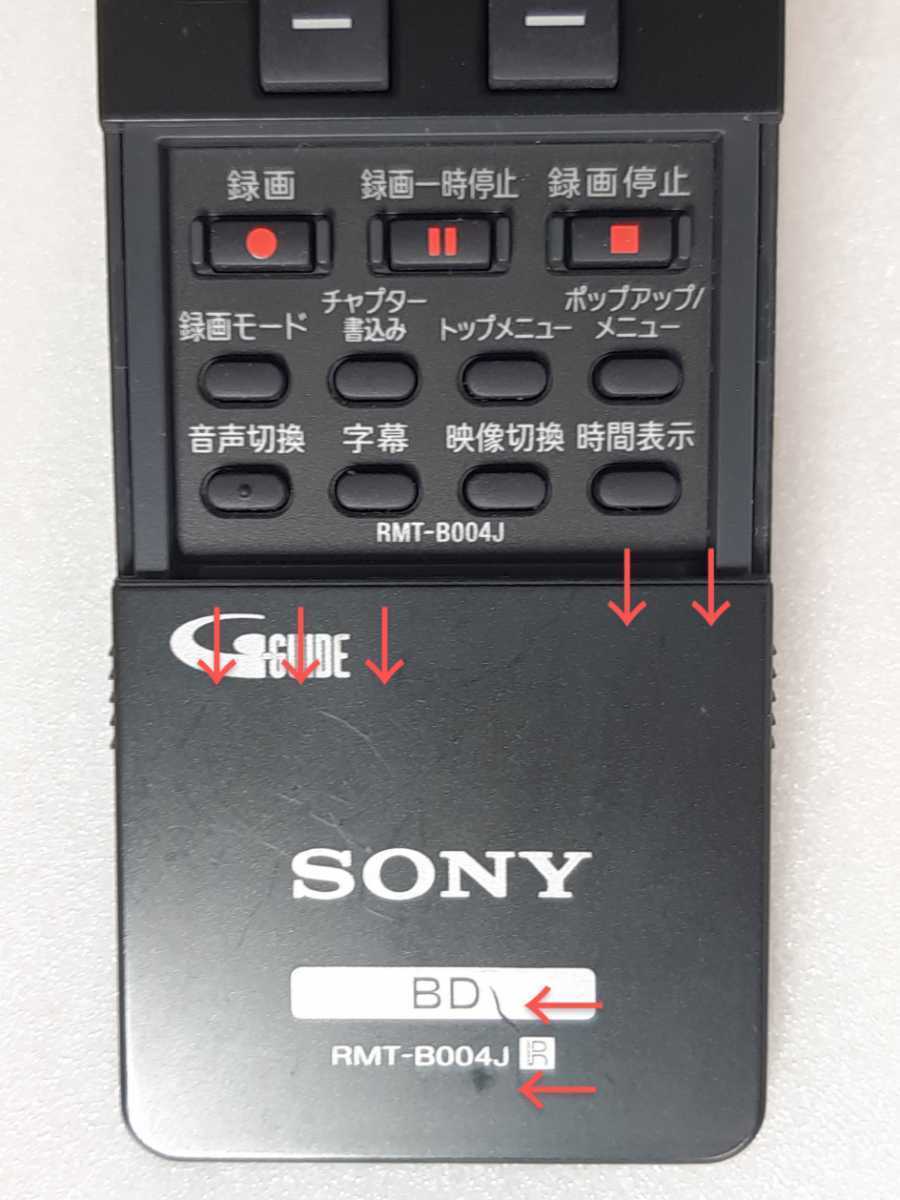 録画 録画一時停止 録画停止
録画モード チャプター書込み トップメニュー ポップアップ/メニュー
音声切換 字幕 映像切換 時間表示
RMT-B004J
G-GUIDE
SONY
BD
RMT-B004J R